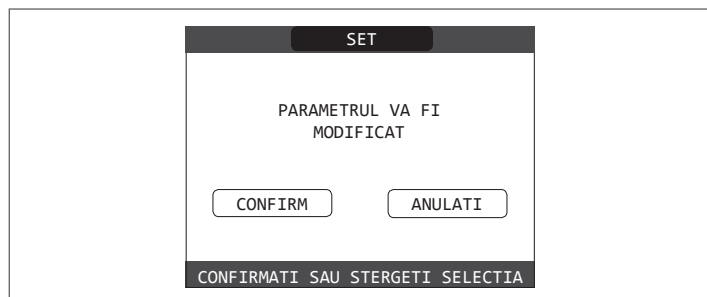 SET
PARAMETRUL VA FI
MODIFICAT
CONFIRM ANULATI
CONFIRMATI SAU STERGETI SELECTIA